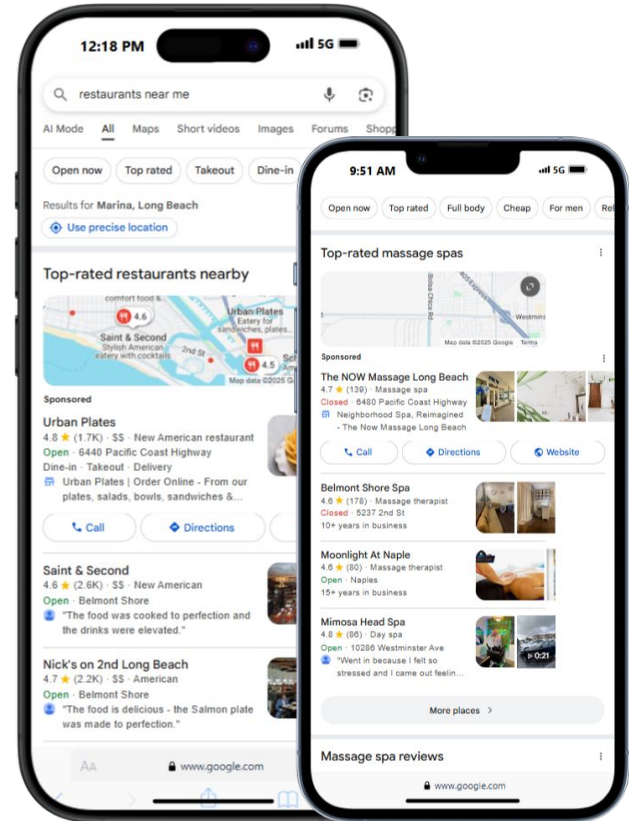 12:18 PM
5G
restaurants near me
AI Mode All Maps Short videos Images Forums Shopp
Open now Top rated Takeout Dine-in
Results for Marina, Long Beach
Use precise location
Top-rated restaurants nearby
comfort food &
4.6
Saint & Second
Stylish American
eatery with cocktails
2nd St
Urban Plates
Eatery for
sandwiches, plates...
4.5
Map data ©2025 G
Sponsored
Urban Plates
4.8 ★ (1.7K) · $$ · New American restaurant
Open · 6440 Pacific Coast Highway
Dine-in · Takeout · Delivery
Urban Plates | Order Online - From our
plates, salads, bowls, sandwiches &...
Call Directions
Saint & Second
4.6 ★ (2.6K) · $$ · New American
Open · Belmont Shore
"The food was cooked to perfection and
the drinks were elevated."
Nick's on 2nd Long Beach
4.7 ★ (2.2K) · $$ · American
Open · Belmont Shore
"The food is delicious - the Salmon plate
was made to perfection."
AA www.google.com
9:51 AM
5G
Open now Top rated Full body Cheap For men Rel
Top-rated massage spas
Bolsa Chica Rd
405 Express
Westmins
Map data ©2025 Google Terms
Sponsored
The NOW Massage Long Beach
4.7 ★ (139) · Massage spa
Closed · 6480 Pacific Coast Highway
Neighborhood Spa, Reimagined
- The Now Massage Long Beach
Call Directions Website
Belmont Shore Spa
4.6 ★ (178) · Massage therapist
Closed · 5237 2nd St
10+ years in business
Moonlight At Naple
4.6 ★ (80) · Massage therapist
Open · Naples
15+ years in business
Mimosa Head Spa
4.8 ★ (86) · Day spa
Open · 10286 Westminster Ave
"Went in because I felt so
stressed and I came out feelin...
0:21
More places >
Massage spa reviews
www.google.com